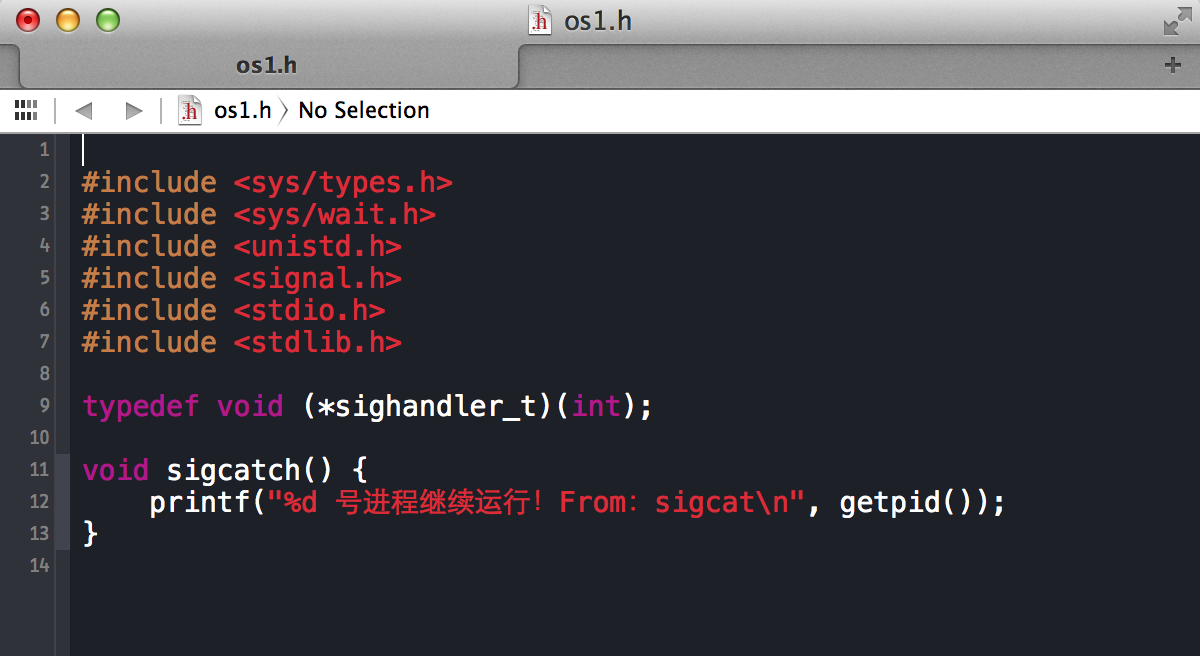 os1.h
os1.h
os1.h 〉 No Selection
1
2 #include <sys/types.h>
3 #include <sys/wait.h>
4 #include <unistd.h>
5 #include <signal.h>
6 #include <stdio.h>
7 #include <stdlib.h>
8
9 typedef void (*sighandler_t)(int);
10
11 void sigcatch() {
12     printf("%d 号进程继续运行！From：sigcat\n", getpid());
13 }
14